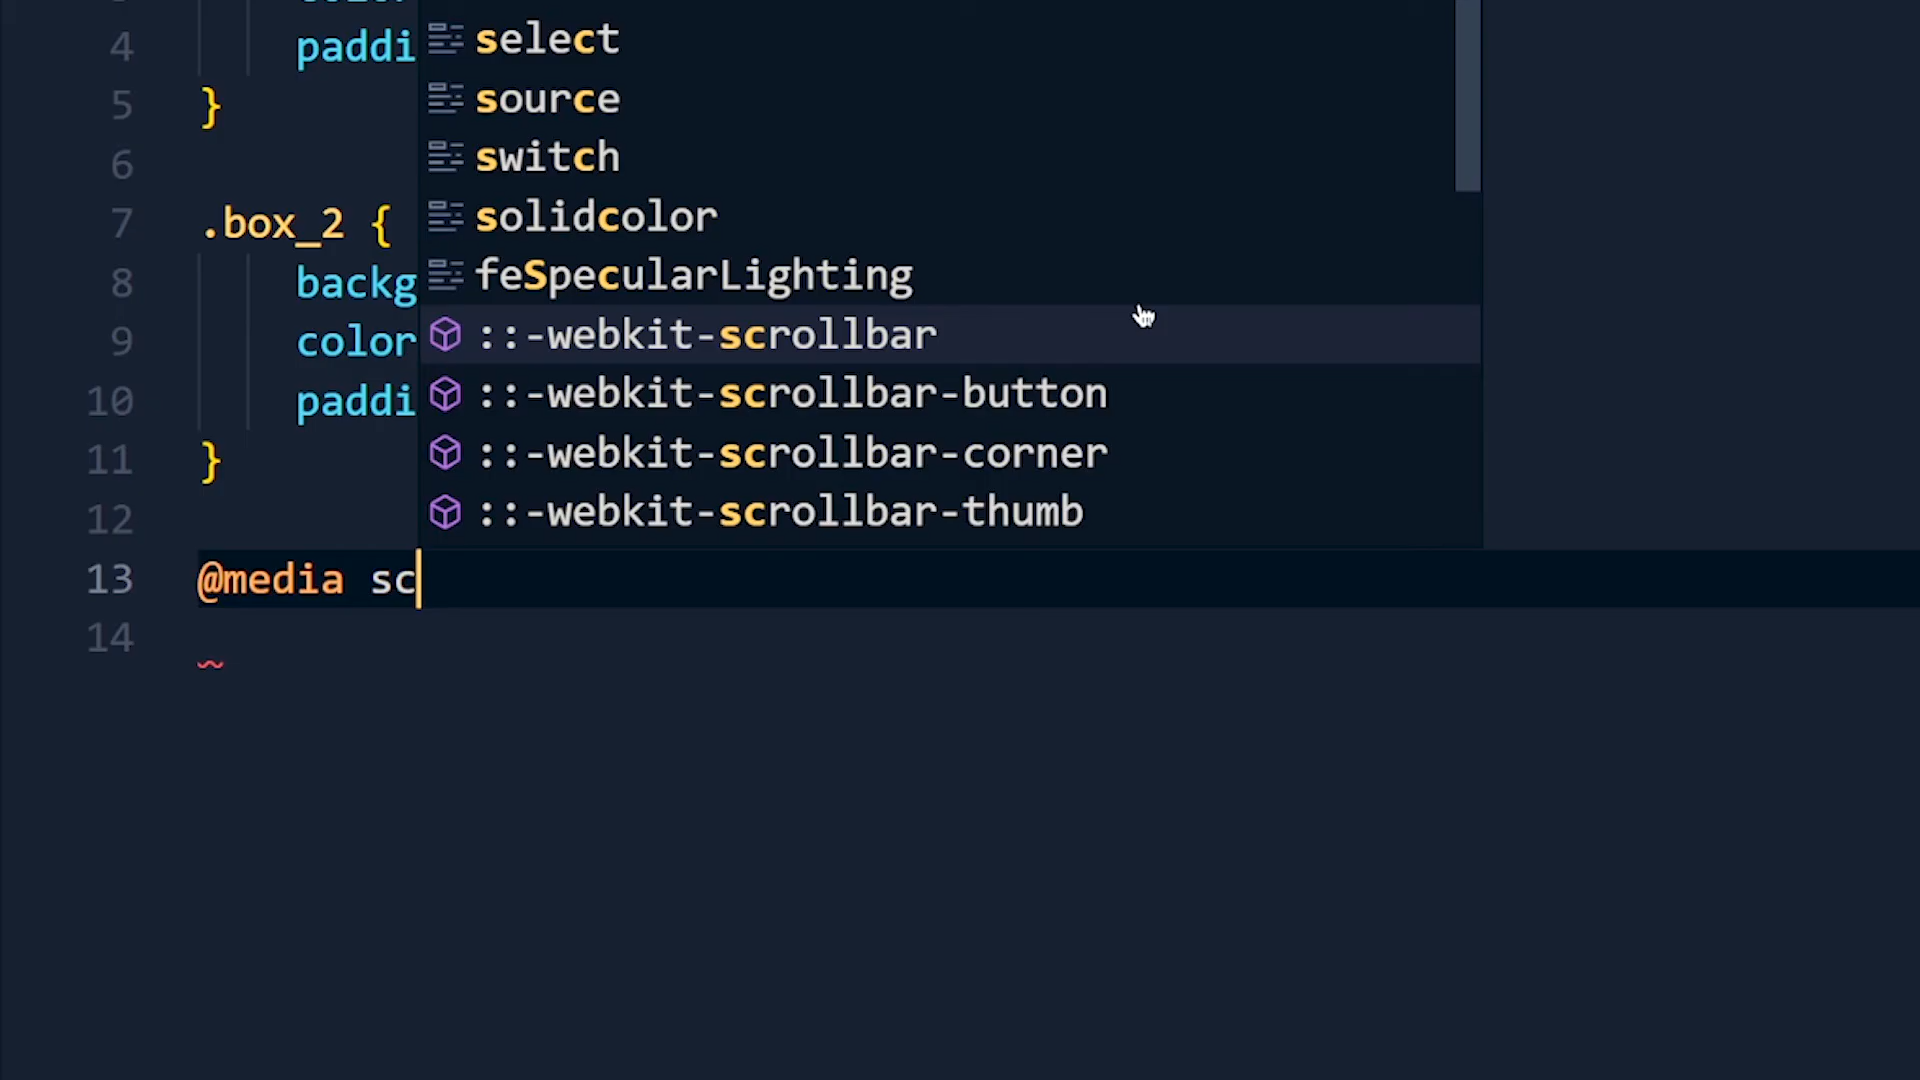 select
4 paddi
source
5 }
switch
6
solidcolor
7 .box_2 {
feSpecularLighting
8 backg
::-webkit-scrollbar
9 color
::-webkit-scrollbar-button
10 paddi
::-webkit-scrollbar-corner
11 }
::-webkit-scrollbar-thumb
12
13 @media sc
14